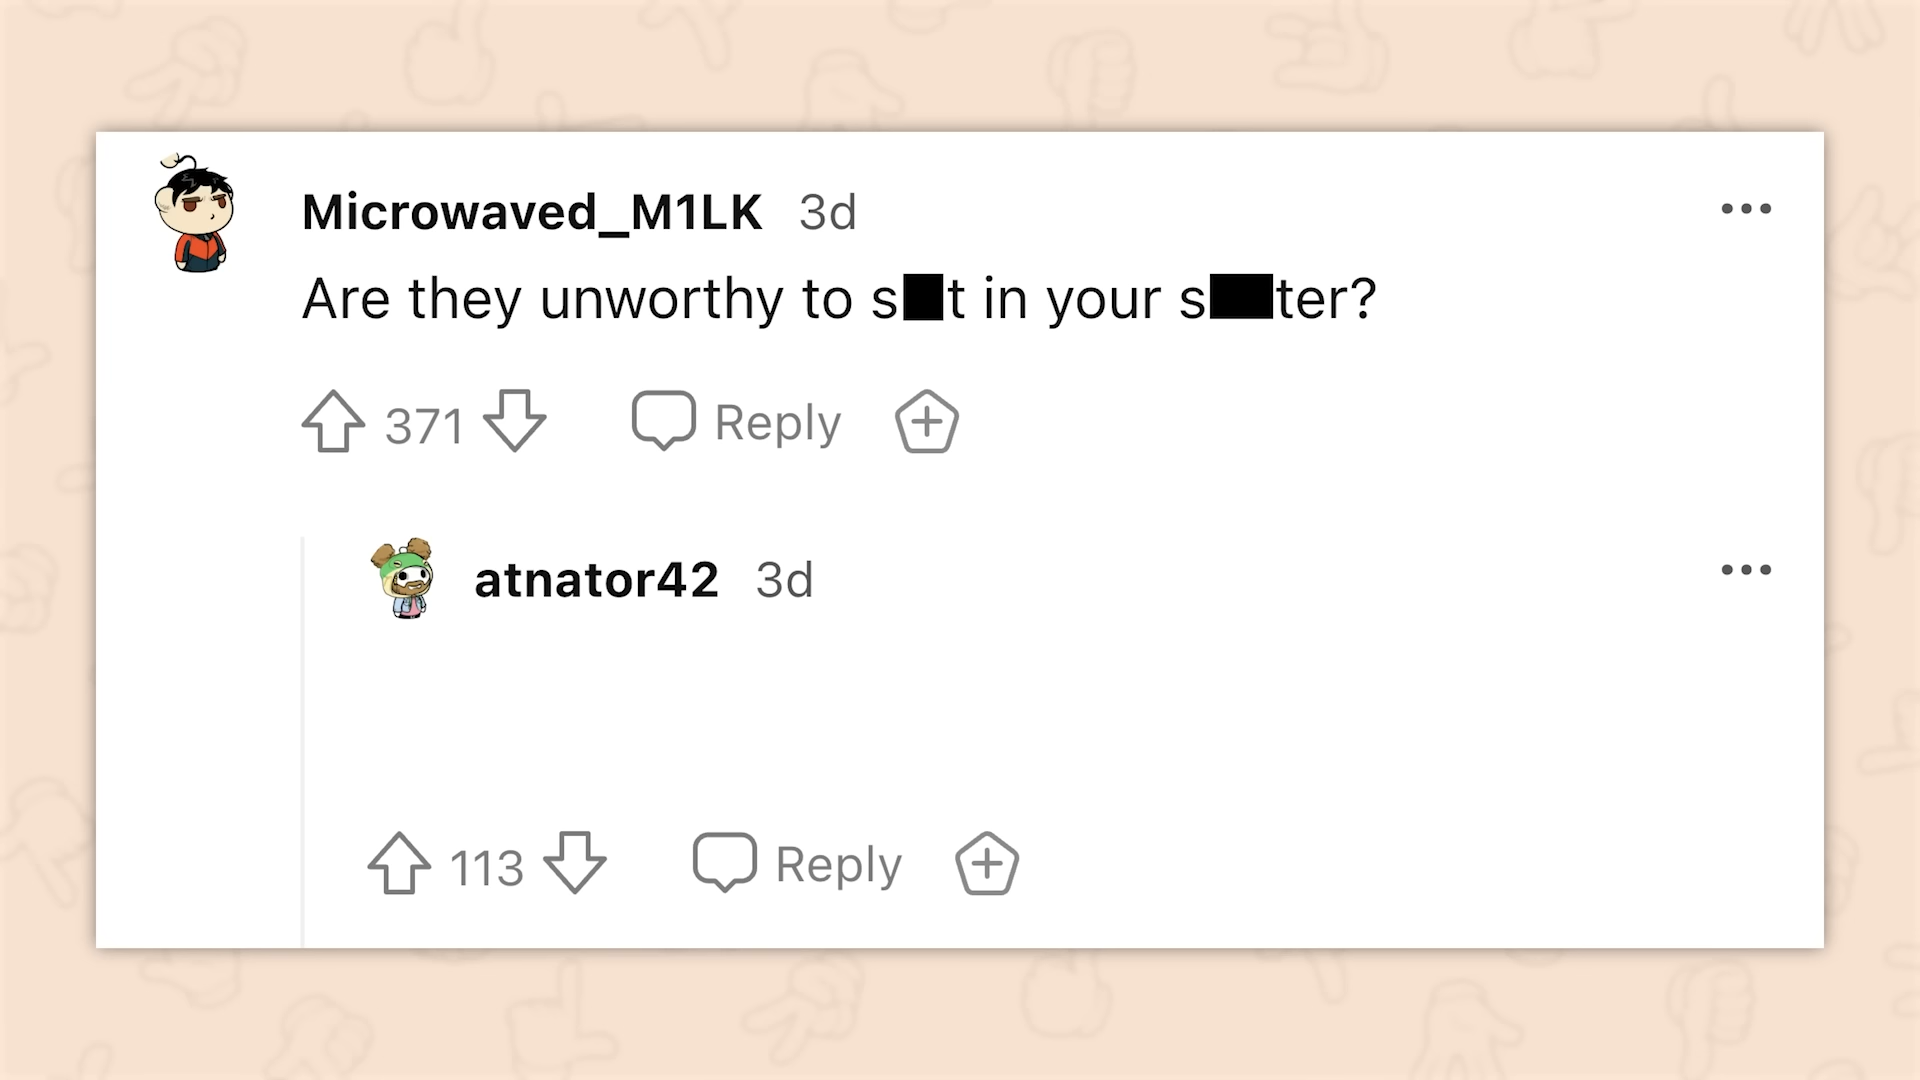 Microwaved_M1LK 3d
Are they unworthy to s█t in your s█ter?
371 Reply
atnator42 3d
113 Reply